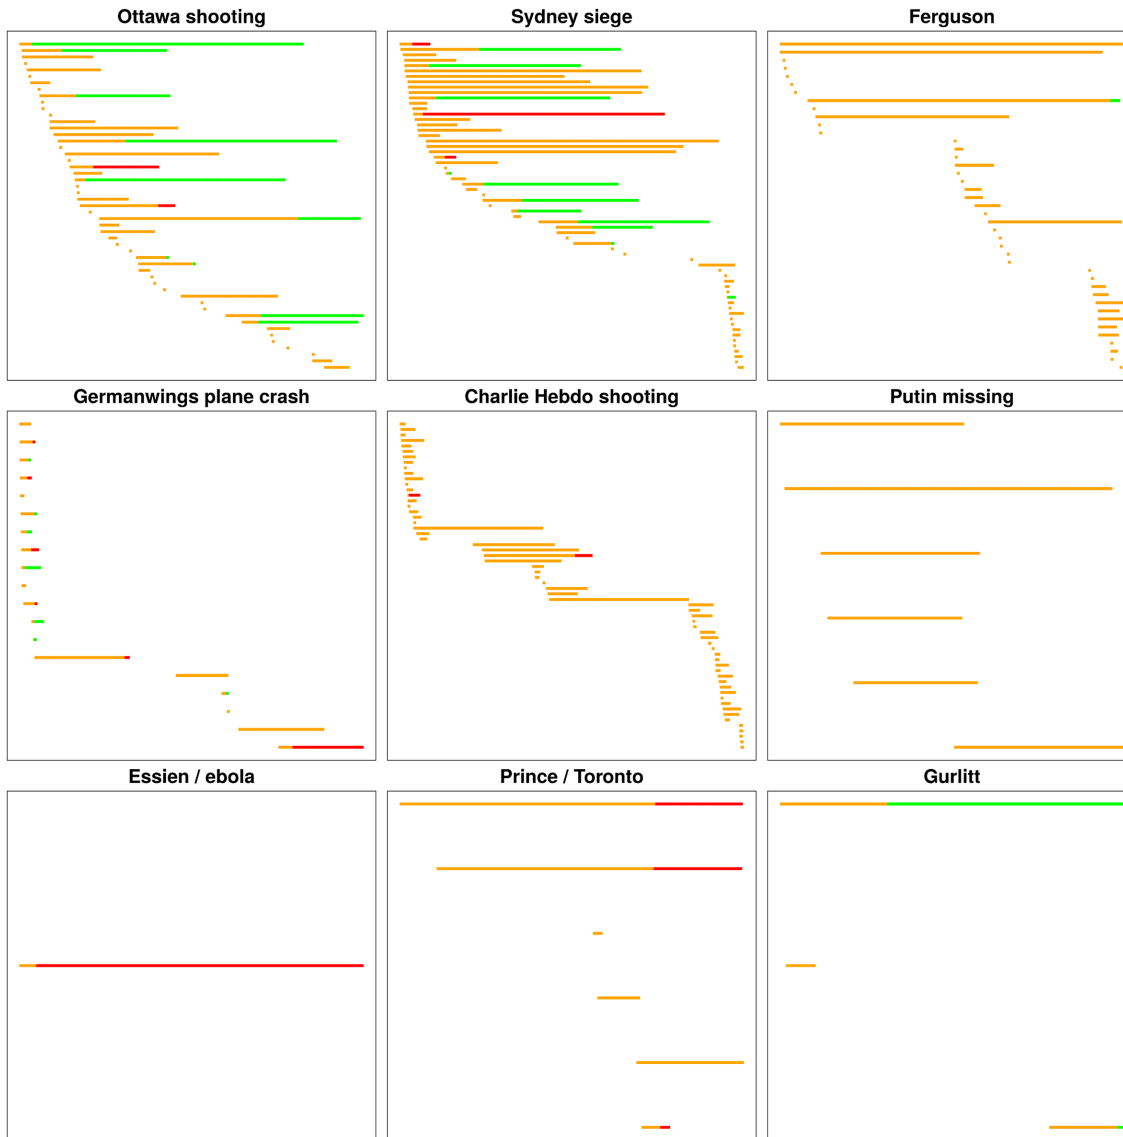 Ottawa shooting
Sydney siege
Ferguson
Germanwings plane crash
Charlie Hebdo shooting
Putin missing
Essien / ebola
Prince / Toronto
Gurlitt